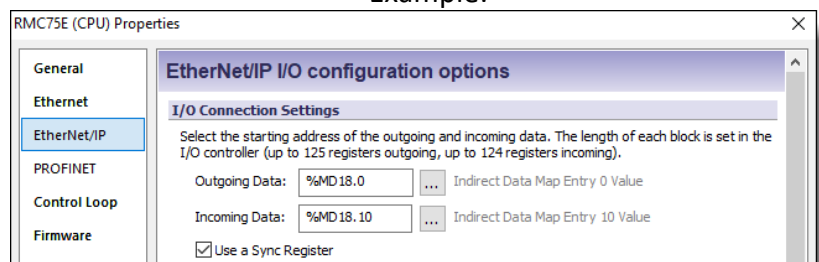 RMC75E (CPU) Properties
General
Ethernet
EtherNet/IP
PROFINET
Control Loop
Firmware
EtherNet/IP I/O configuration options
I/O Connection Settings
Select the starting address of the outgoing and incoming data. The length of each block is set in the
I/O controller (up to 125 registers outgoing, up to 124 registers incoming).
Outgoing Data: %MD18.0 ... Indirect Data Map Entry 0 Value
Incoming Data: %MD18.10 ... Indirect Data Map Entry 10 Value
Use a Sync Register